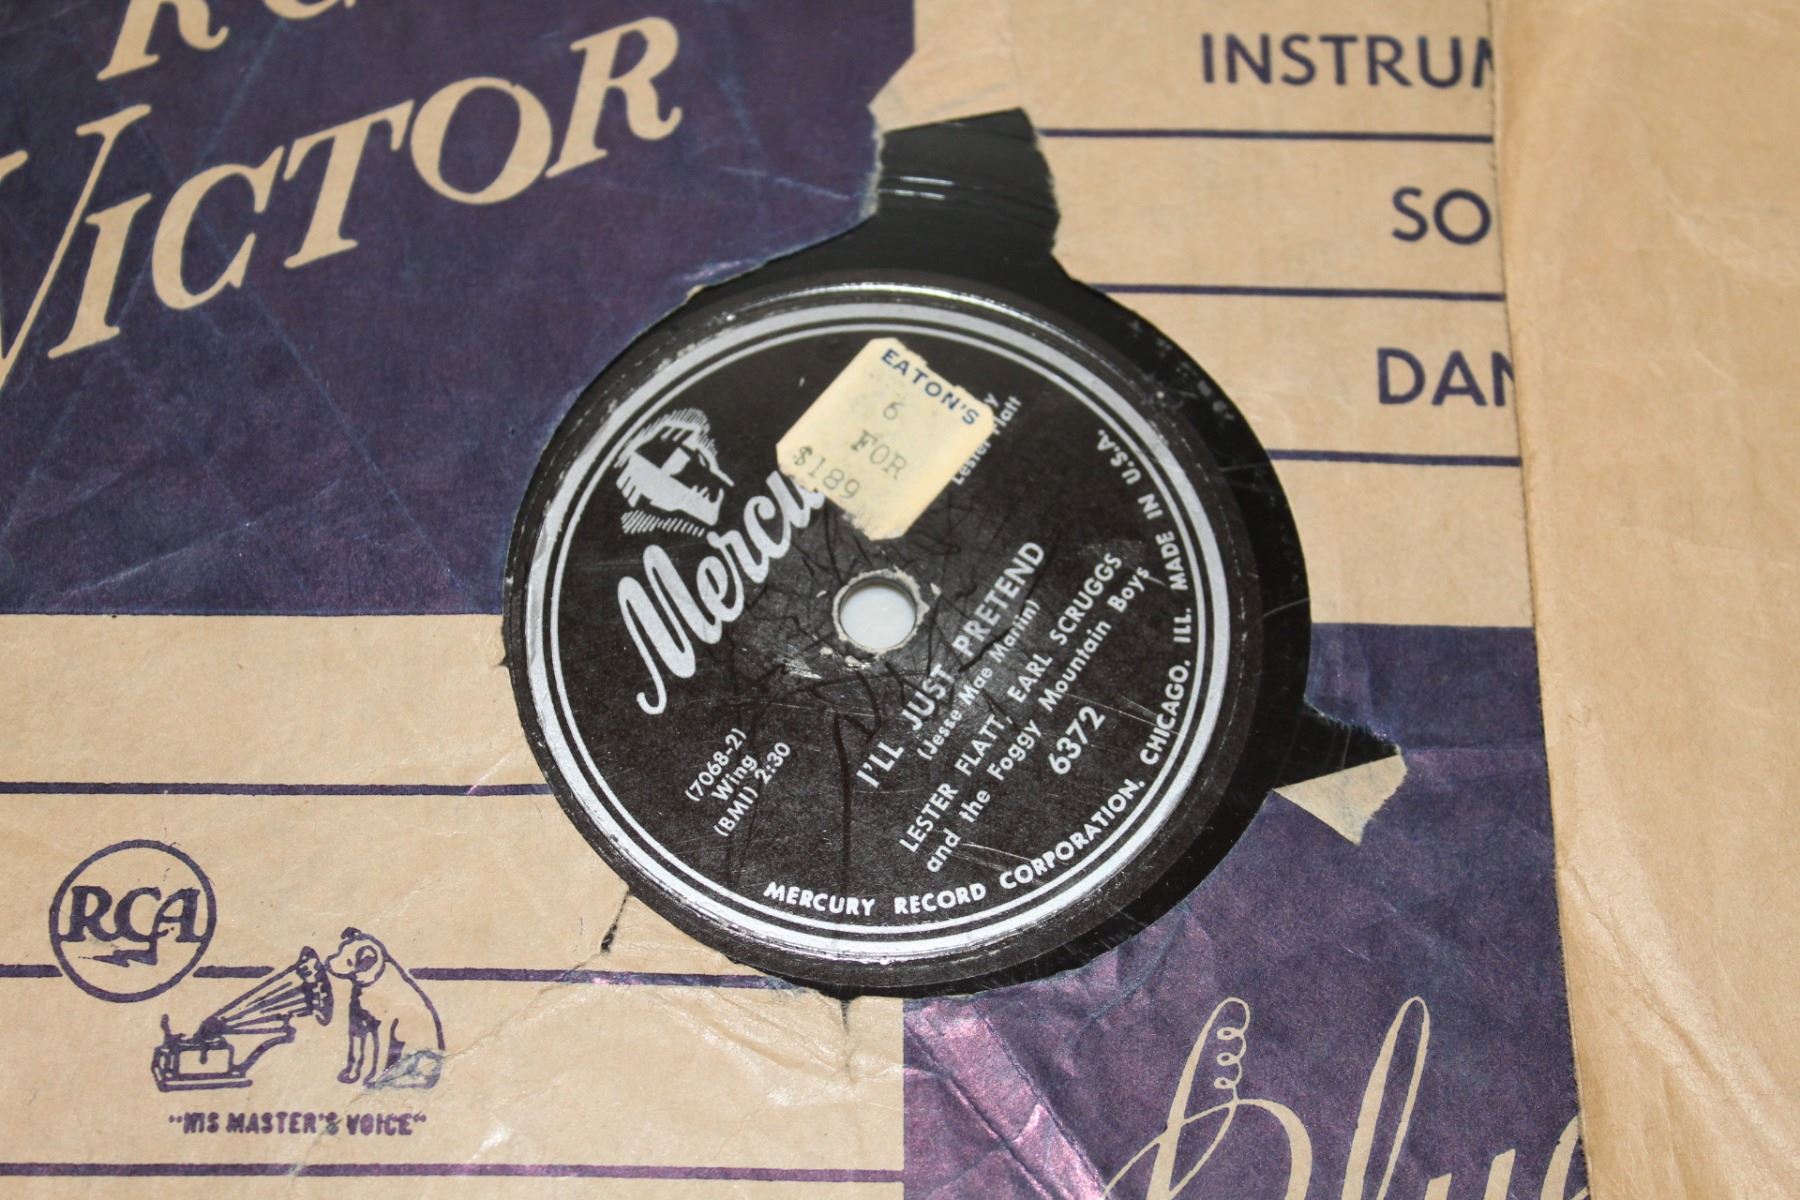 VICTOR
INSTRUM
SO
DAN
EATON'S
6
FOR
$189
Lester Flatt
Mercu
I'LL JUST PRETEND
(Jesse Mae Martin)
LESTER FLATT, EARL SCRUGGS
and the Foggy Mountain Boys
6372
(7068-2)
Wing
(BMI) 2:30
MERCURY RECORD CORPORATION, CHICAGO, ILL. MADE IN U.S.A.
RCA
"HIS MASTER'S VOICE"
Blue